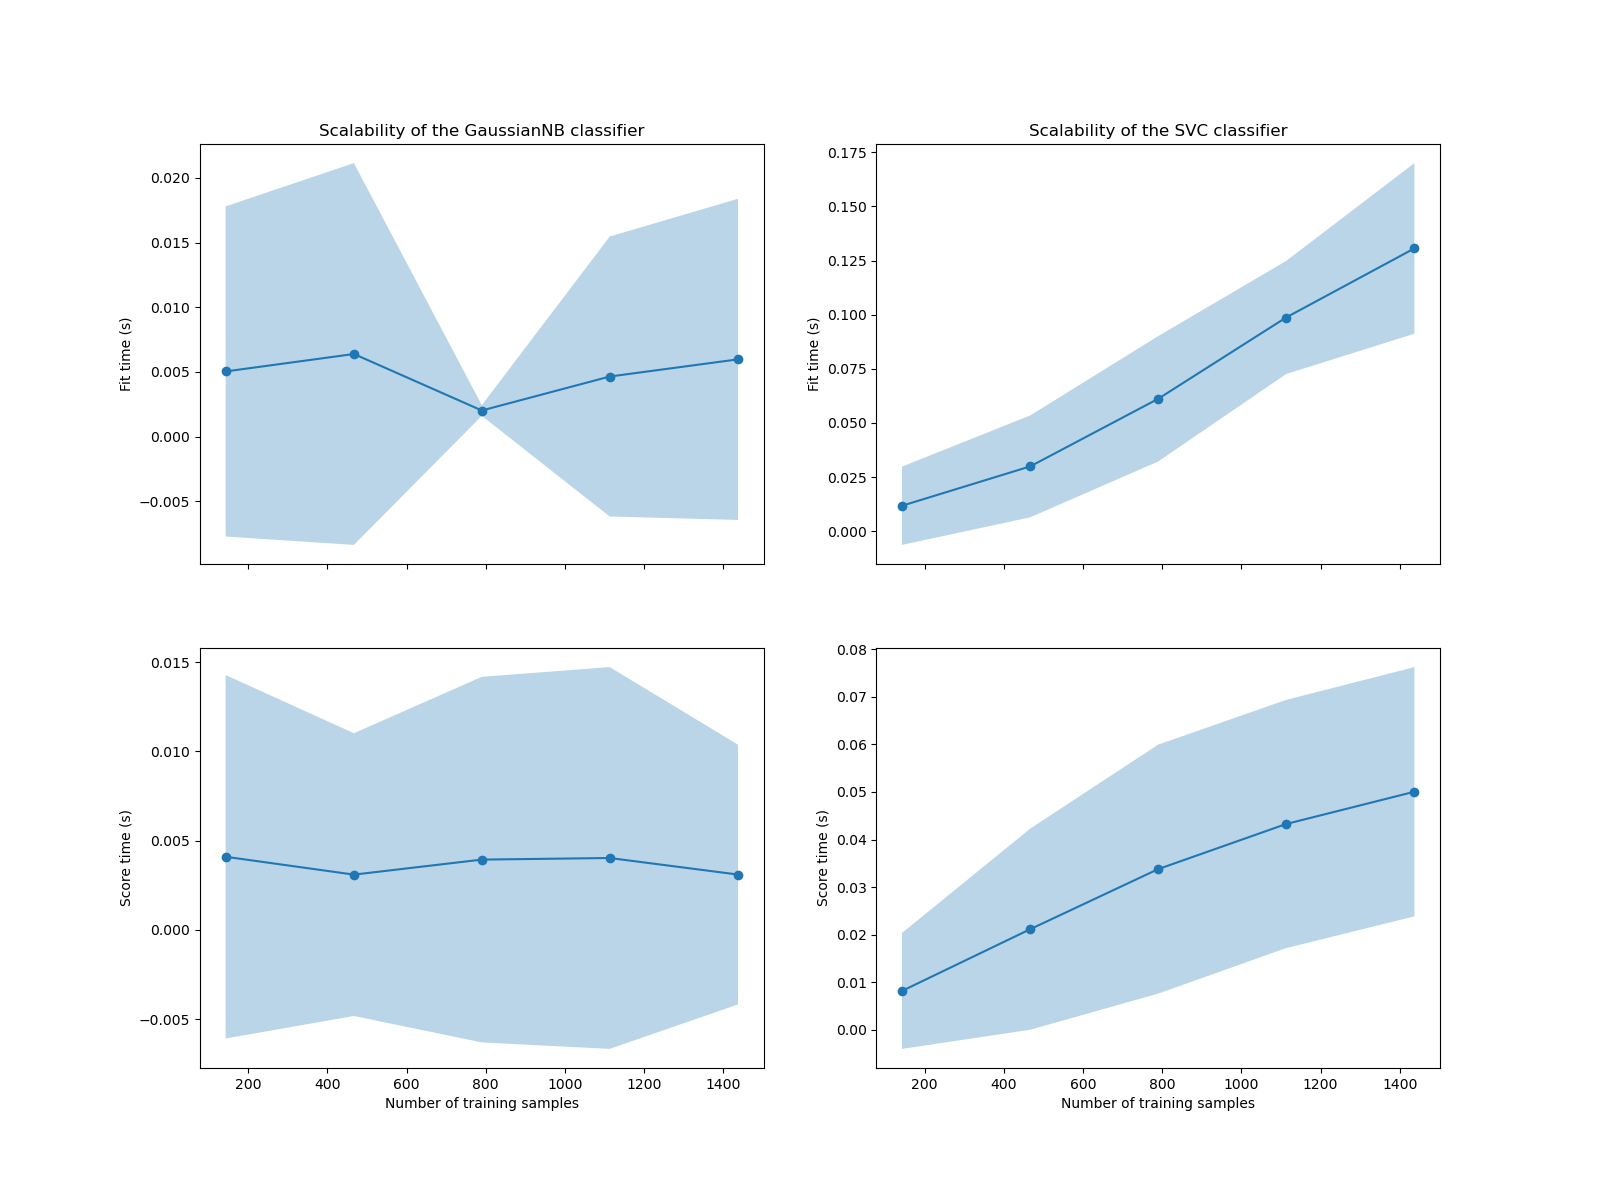 Scalability of the GaussianNB classifier
0.020
0.015
0.010
0.005
0.000
−0.005
Fit time (s)
Scalability of the SVC classifier
0.175
0.150
0.125
0.100
0.075
0.050
0.025
0.000
Fit time (s)
0.015
0.010
0.005
0.000
−0.005
Score time (s)
200 400 600 800 1000 1200 1400
Number of training samples
0.08
0.07
0.06
0.05
0.04
0.03
0.02
0.01
0.00
Score time (s)
200 400 600 800 1000 1200 1400
Number of training samples